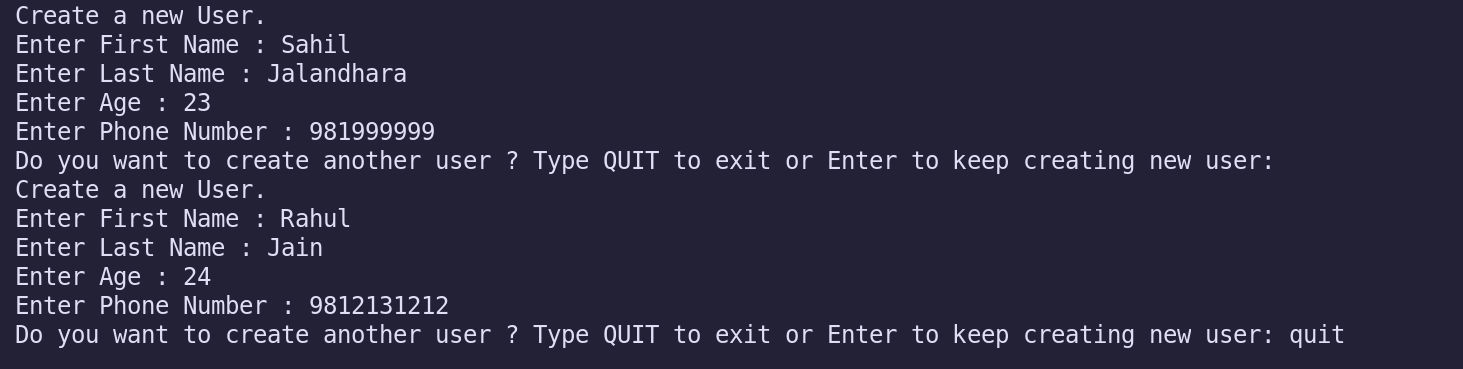 Create a new User.
Enter First Name : Sahil
Enter Last Name : Jalandhara
Enter Age : 23
Enter Phone Number : 981999999
Do you want to create another user ? Type QUIT to exit or Enter to keep creating new user:
Create a new User.
Enter First Name : Rahul
Enter Last Name : Jain
Enter Age : 24
Enter Phone Number : 9812131212
Do you want to create another user ? Type QUIT to exit or Enter to keep creating new user: quit